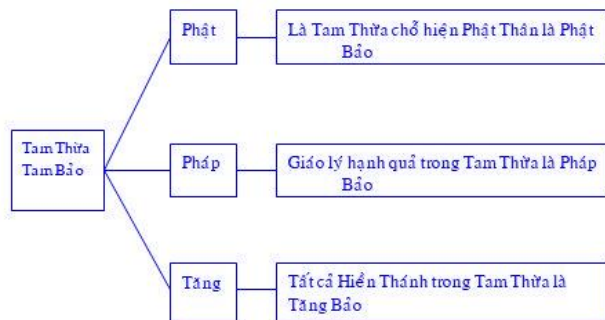 Phật
Là Tam Thừa chỗ hiện Phật Thân là Phật
Bảo
Tam Thừa
Tam Bảo
Pháp
Giáo lý hạnh quả trong Tam Thừa là Pháp
Bảo
Tăng
Tất cả Hiền Thánh trong Tam Thừa là
Tăng Bảo